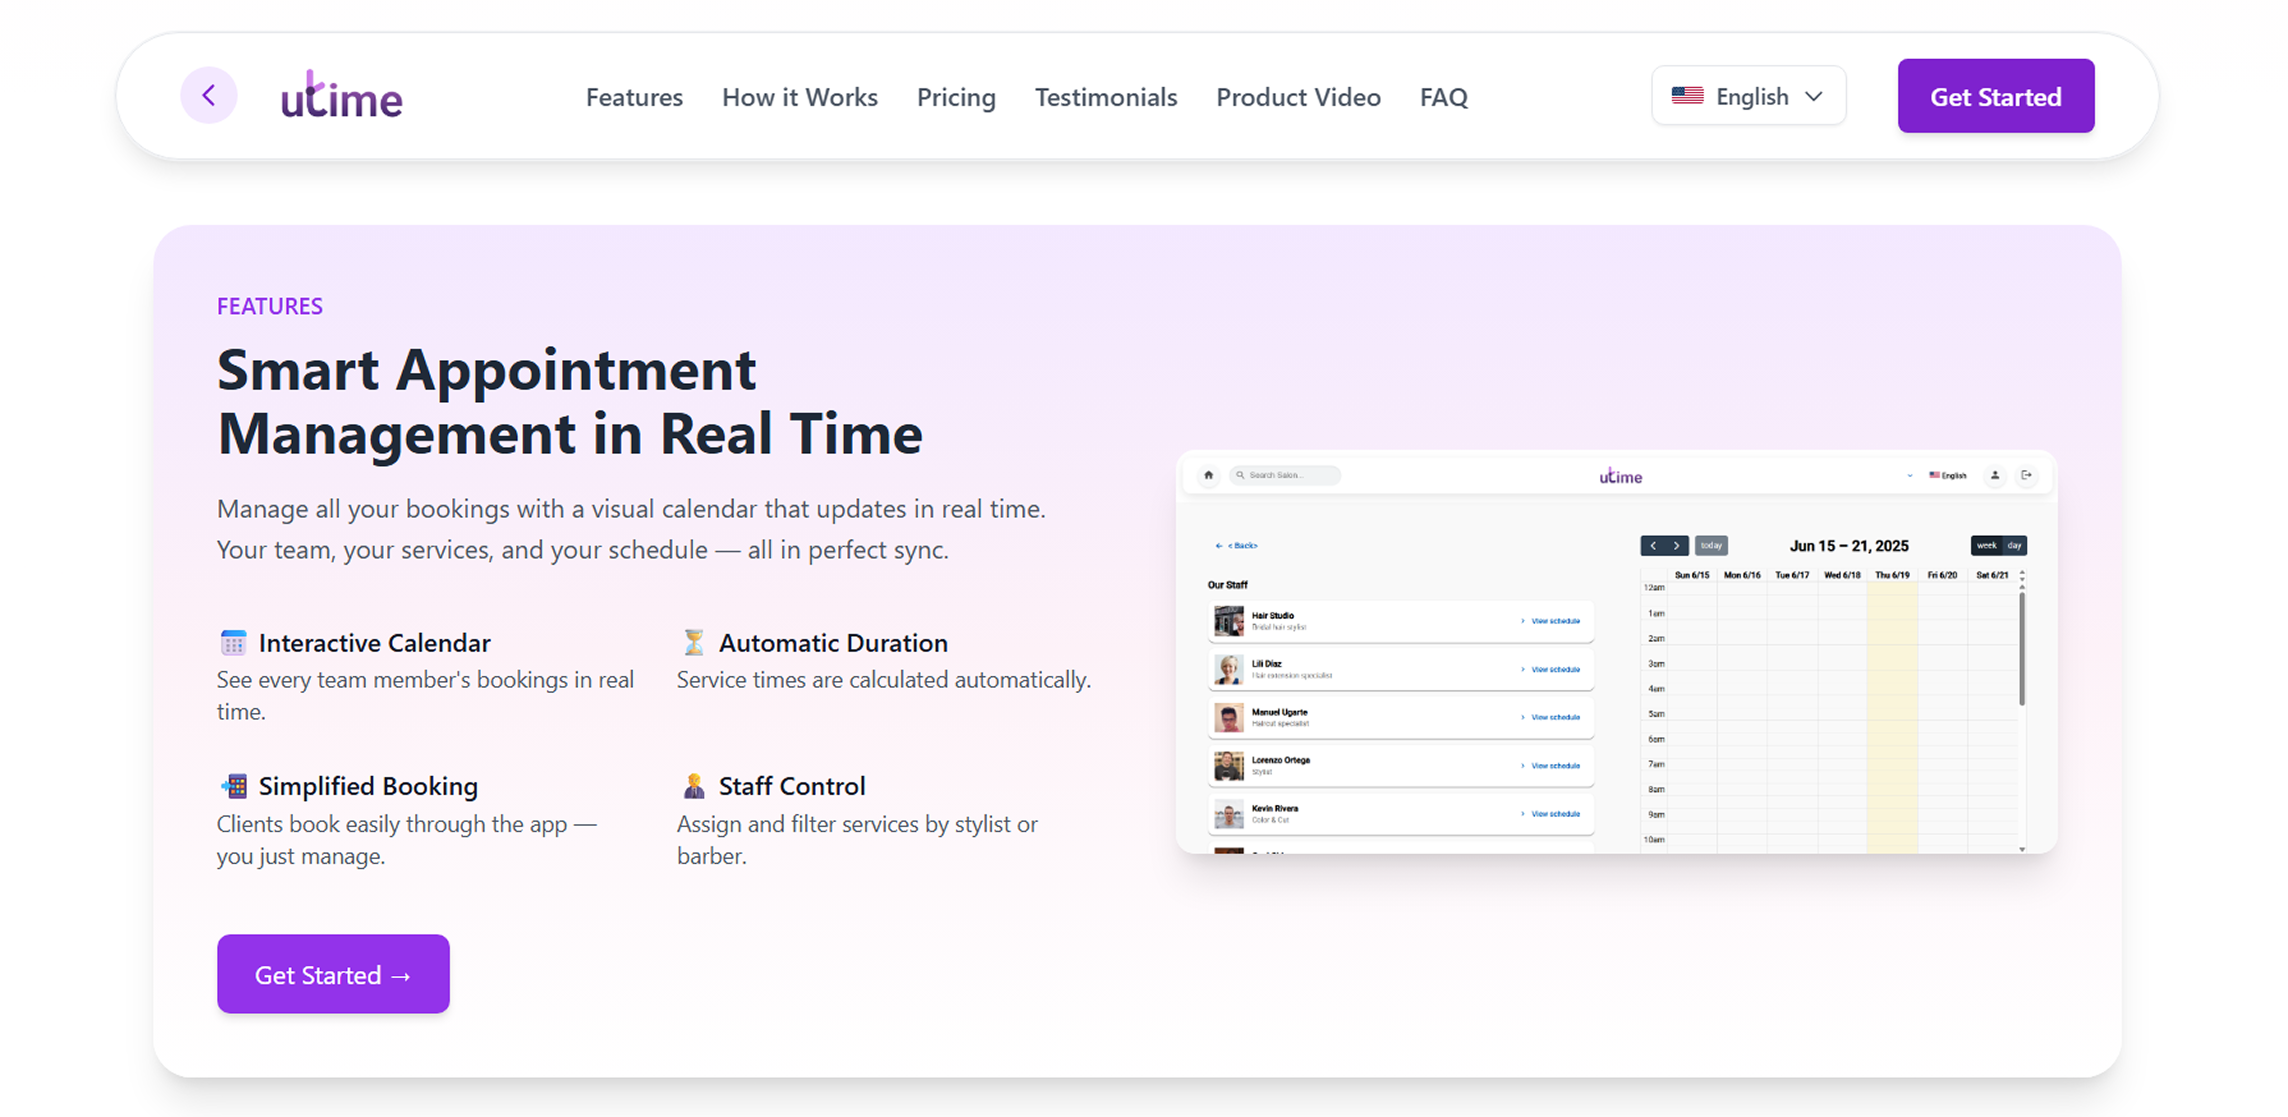 utime
Features
How it Works
Pricing
Testimonials
Product Video
FAQ
English
Get Started
FEATURES
Smart Appointment
Management in Real Time
Manage all your bookings with a visual calendar that updates in real time.
Your team, your services, and your schedule — all in perfect sync.
Interactive Calendar
See every team member's bookings in real
time.
Automatic Duration
Service times are calculated automatically.
Simplified Booking
Clients book easily through the app —
you just manage.
Staff Control
Assign and filter services by stylist or
barber.
Get Started →
Search Salon...
utime
English
← < Back>
Our Staff
Hair Studio
Bridal hair stylist
> View schedule
Lili Diaz
Hair extension specialist
> View schedule
Manuel Ugarte
Haircut specialist
> View schedule
Lorenzo Ortega
Stylist
> View schedule
Kevin Rivera
Color & Cut
> View schedule
today
Jun 15 – 21, 2025
week day
Sun 6/15 Mon 6/16 Tue 6/17 Wed 6/18 Thu 6/19 Fri 6/20 Sat 6/21
12am
1am
2am
3am
4am
5am
6am
7am
8am
9am
10am